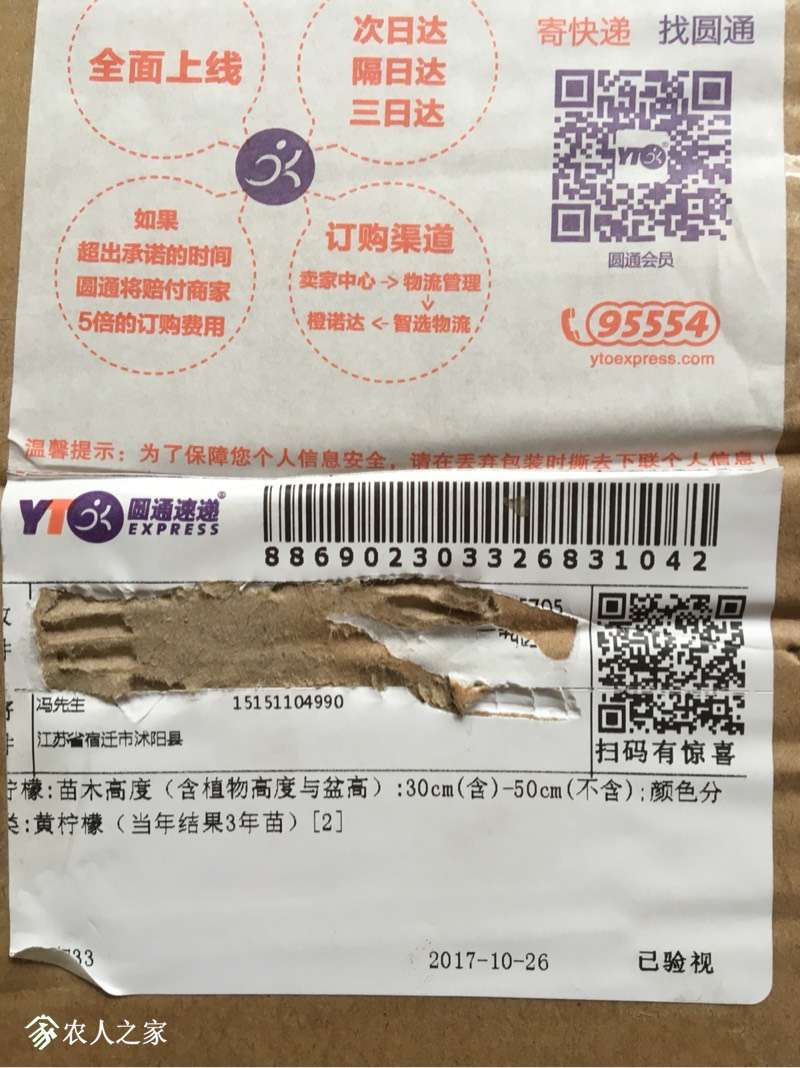 全面上线
次日达
隔日达
三日达
寄快递 找圆通
YTO
圆通会员
如果
超出承诺的时间
圆通将赔付商家
5倍的订购费用
订购渠道
卖家中心->物流管理
橙诺达<-智选物流
95554
ytoexpress.com
温馨提示：为了保障您个人信息安全，请在丢弃包装时撕去下联个人信息！
YTO 圆通速递®
EXPRESS
886902303326831042
5705
冯先生 15151104990
江苏省宿迁市沭阳县
扫码有惊喜
柠檬:苗木高度（含植物高度与盆高）:30cm(含)-50cm(不含);颜色分
类:黄柠檬（当年结果3年苗）[2]
733 2017-10-26 已验视
农人之家